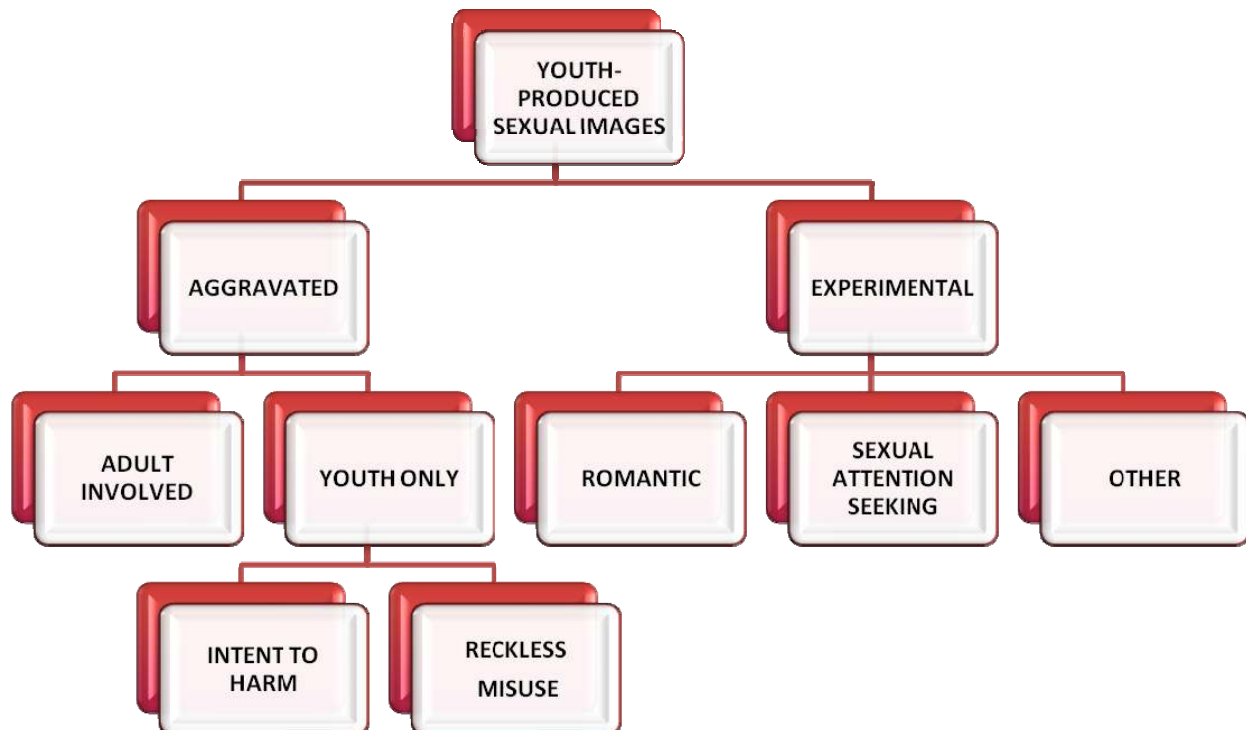 YOUTH-
PRODUCED
SEXUAL IMAGES
AGGRAVATED
EXPERIMENTAL
ADULT
INVOLVED
YOUTH ONLY
ROMANTIC
SEXUAL
ATTENTION
SEEKING
OTHER
INTENT TO
HARM
RECKLESS
MISUSE